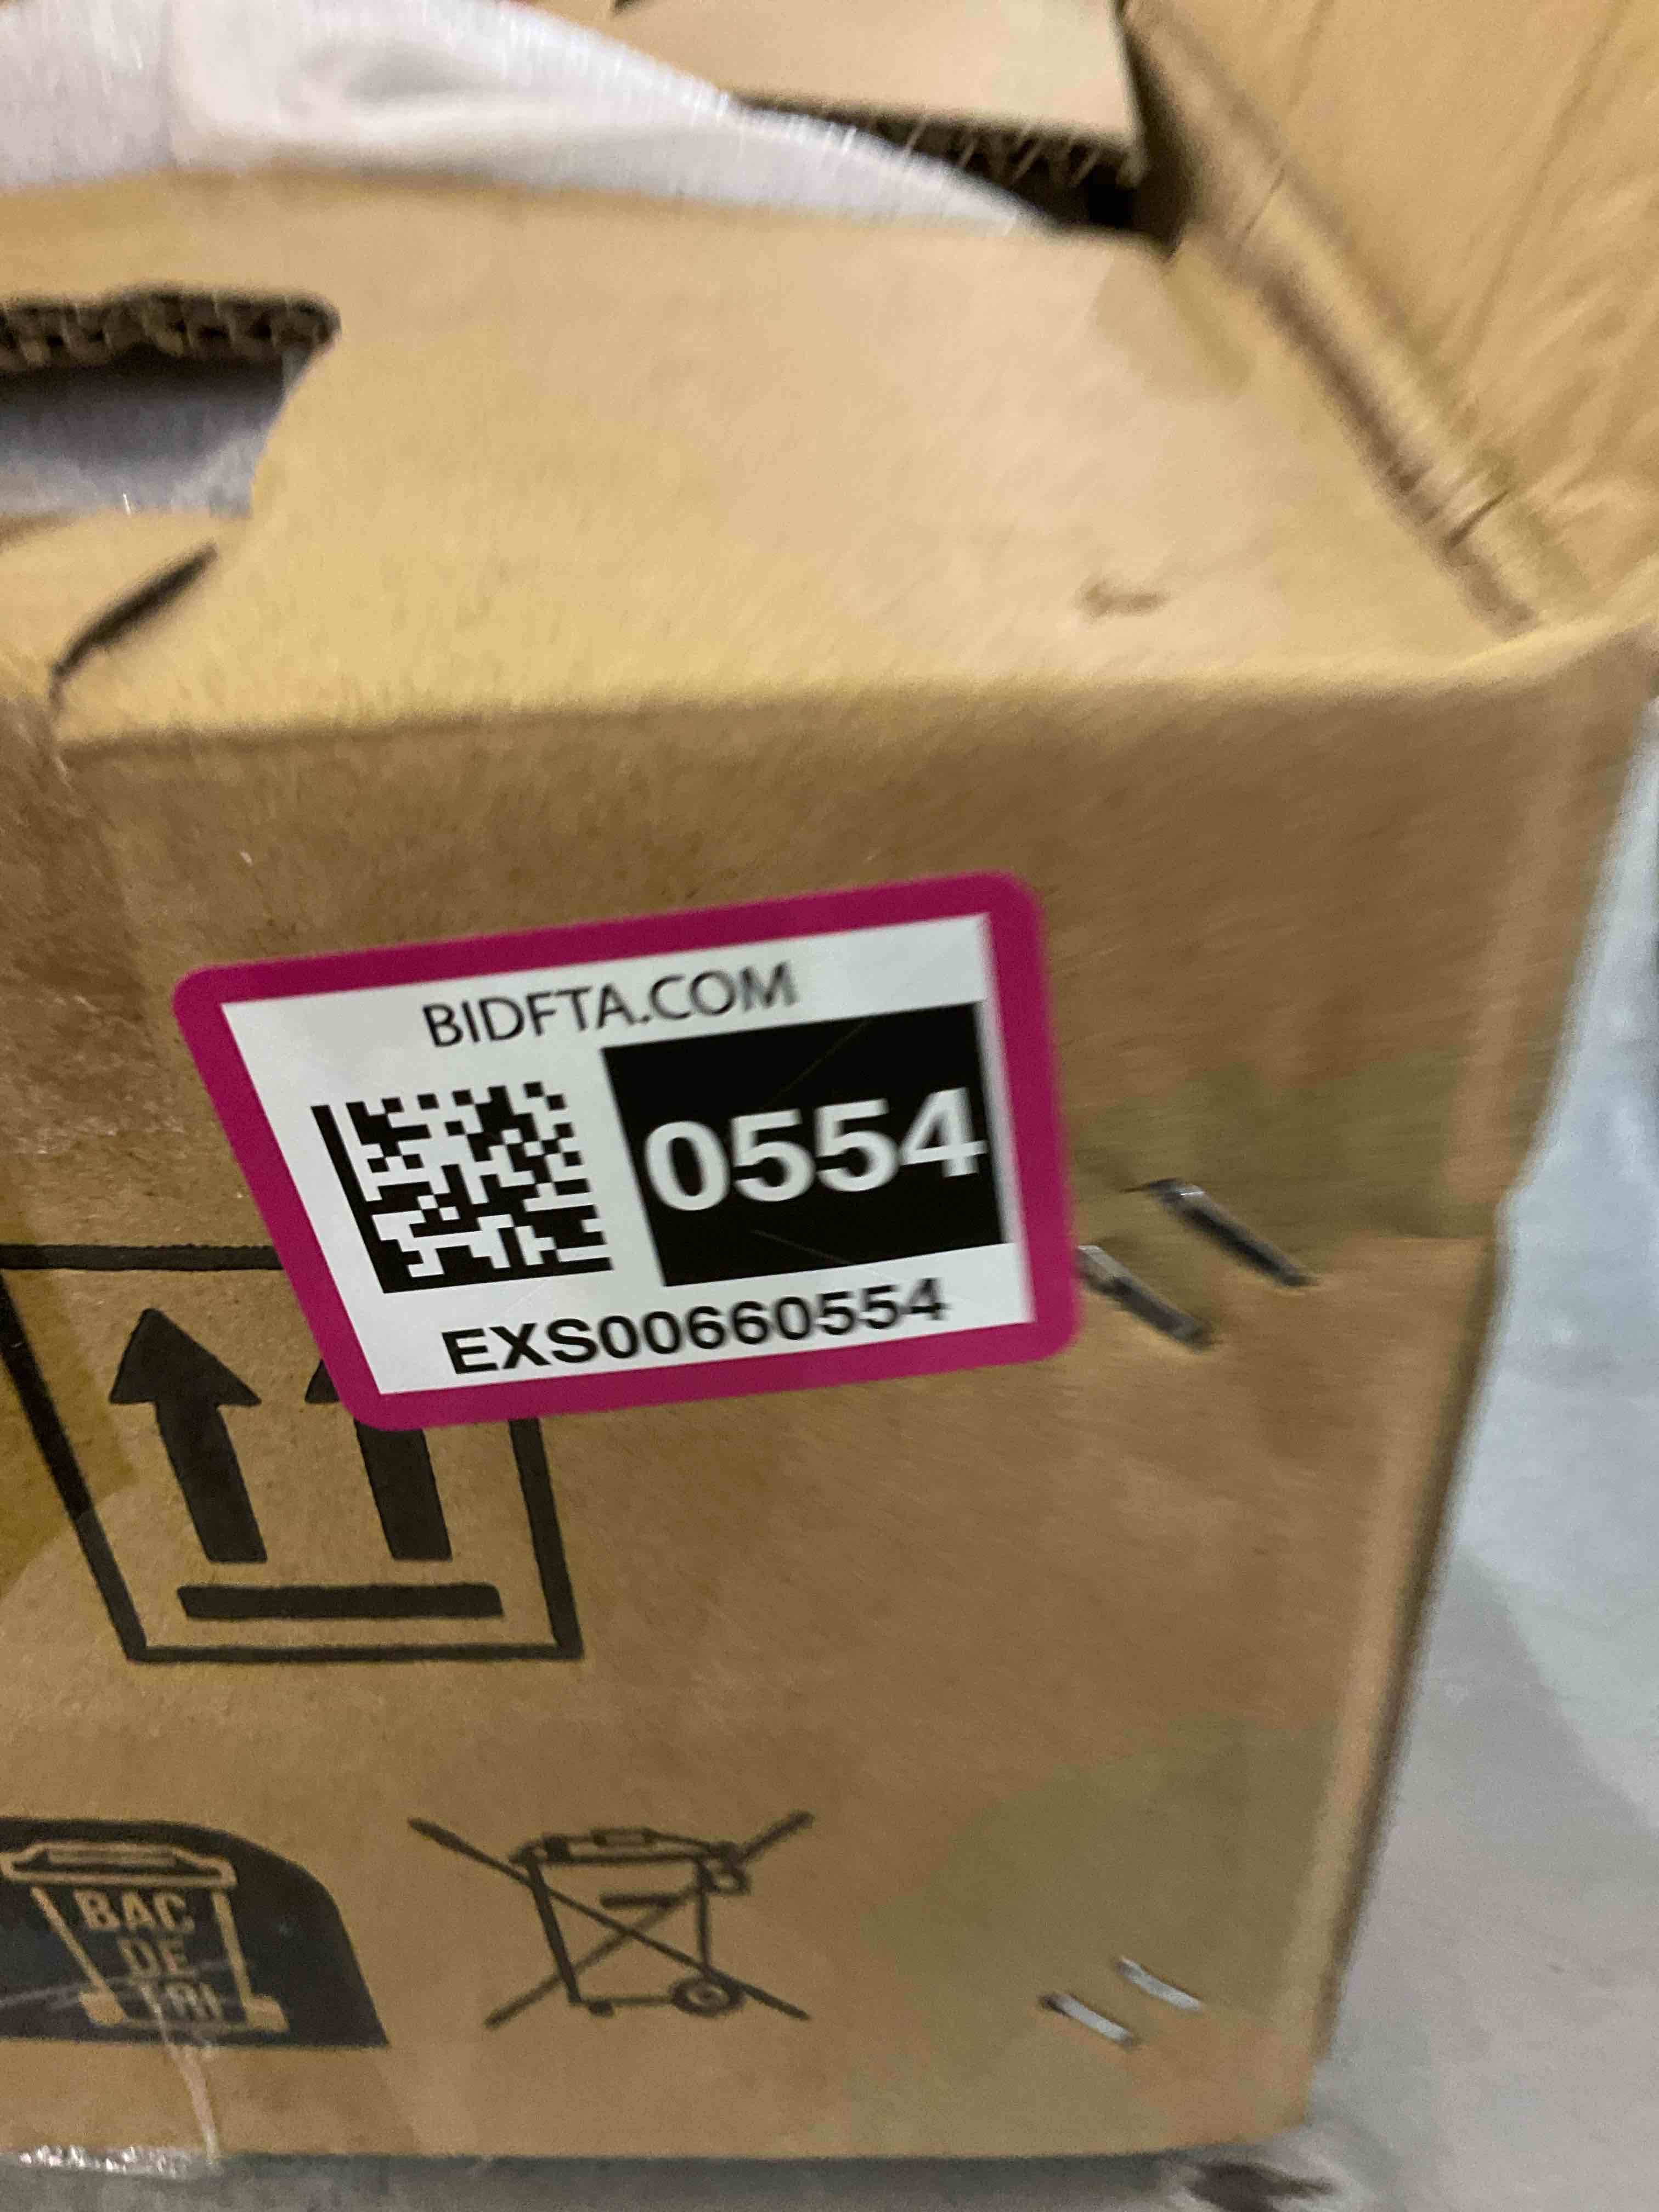 BIDFTA.COM
0554
EXS00660554
BAC
DE
TRI